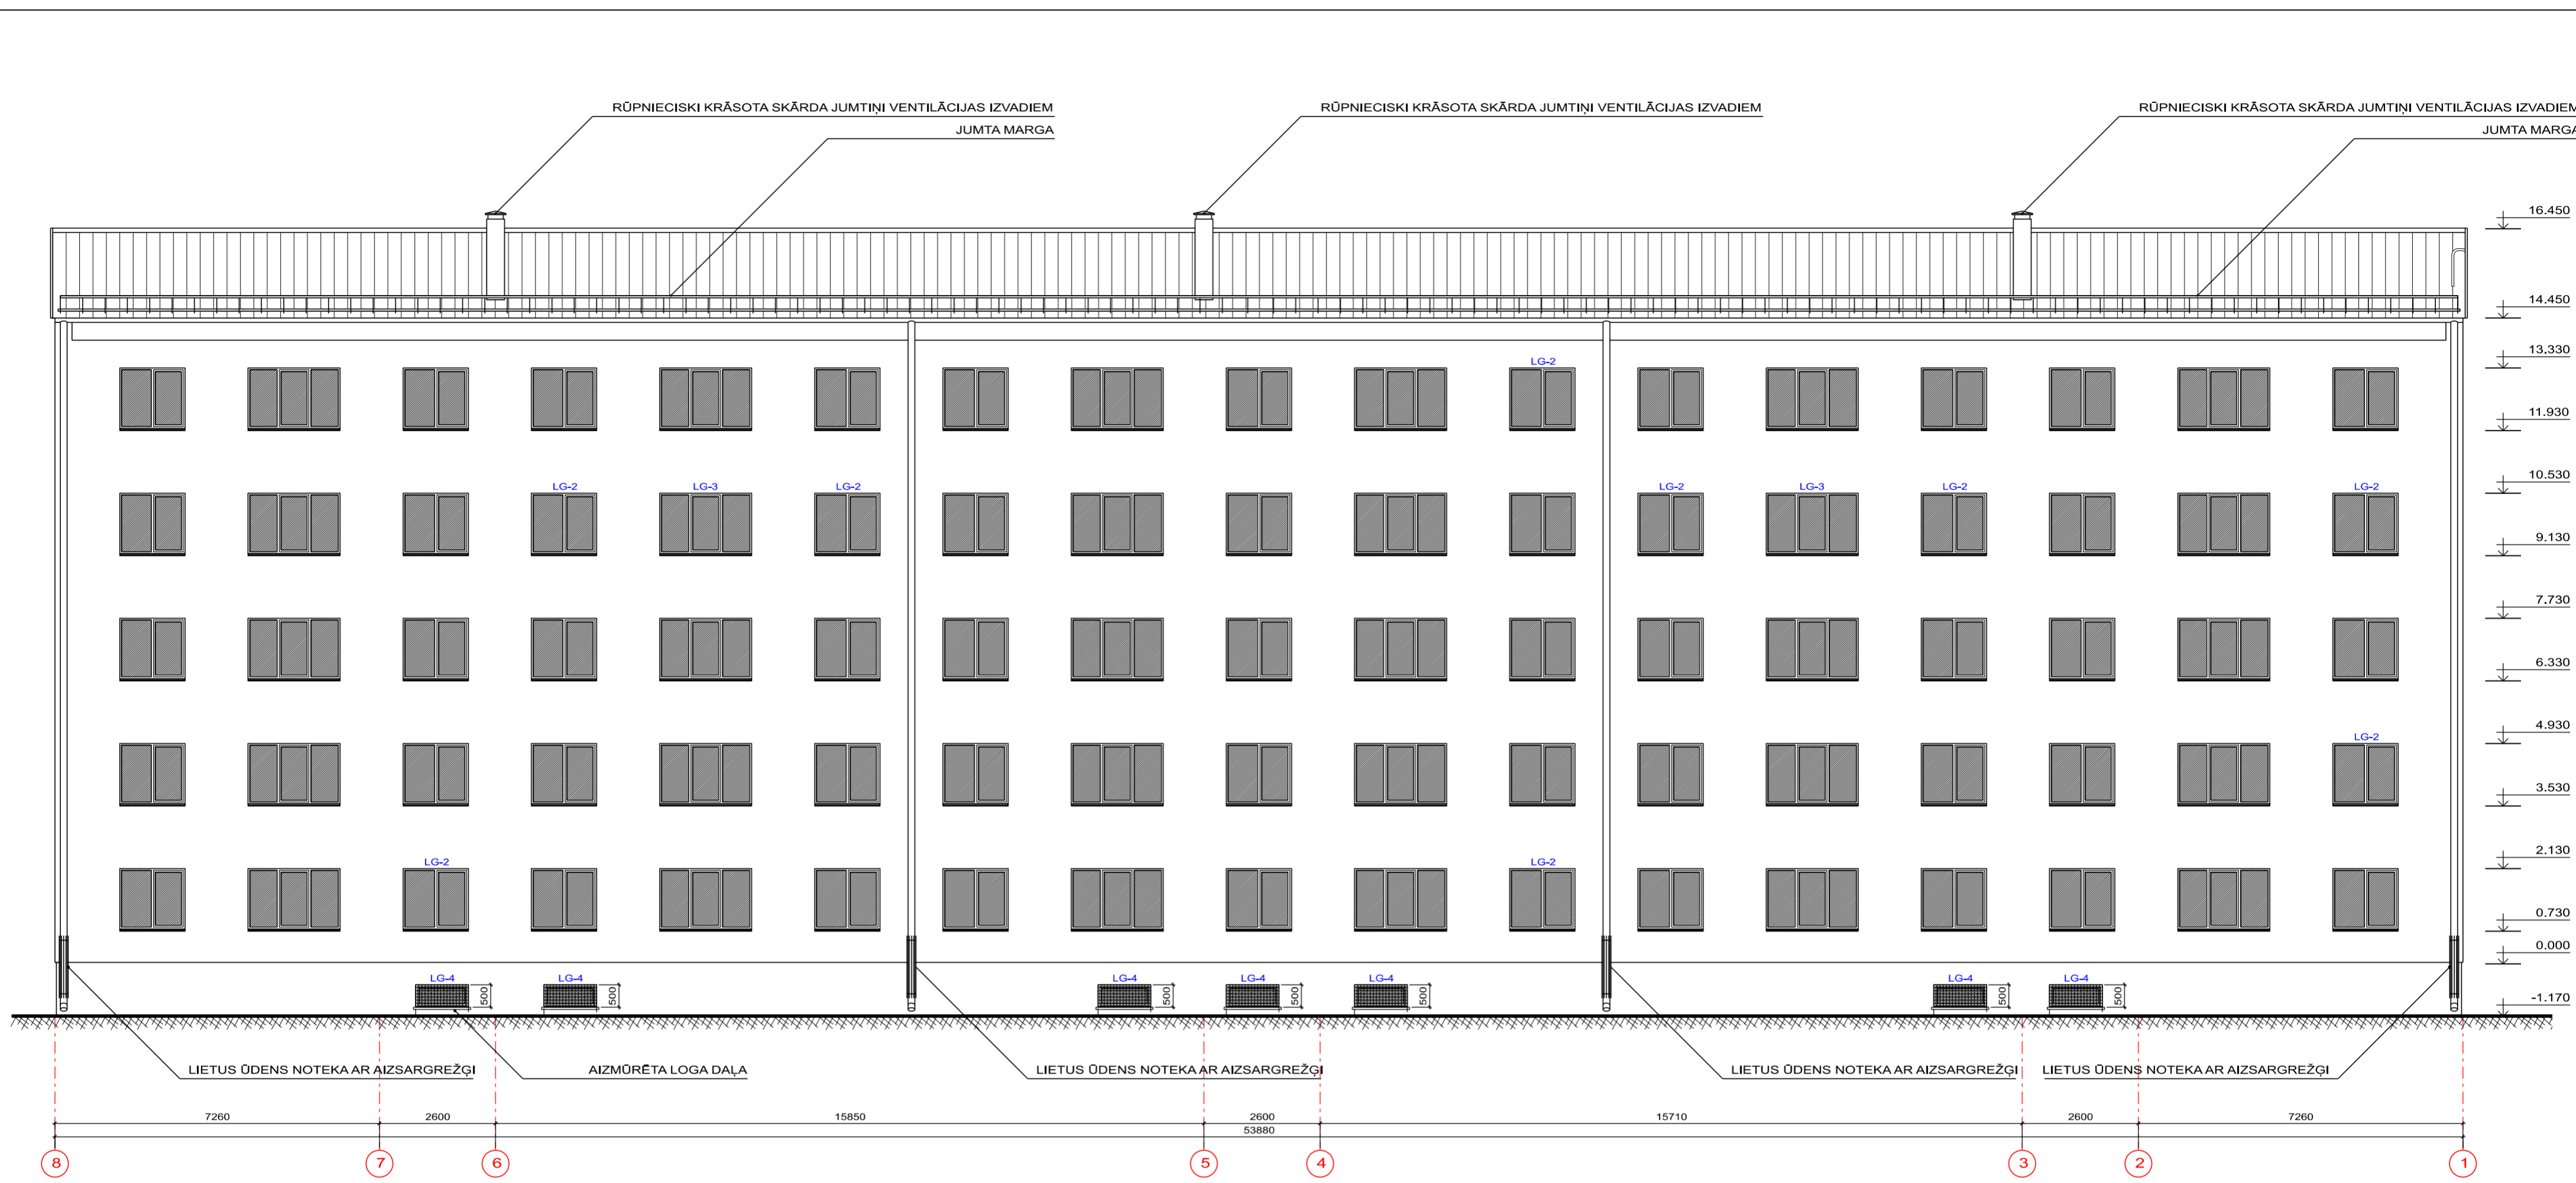 RŪPNIECISKI KRĀSOTA SKĀRDA JUMTIŅI VENTILĀCIJAS IZVADIEM
RŪPNIECISKI KRĀSOTA SKĀRDA JUMTIŅI VENTILĀCIJAS IZVADIEM
RŪPNIECISKI KRĀSOTA SKĀRDA JUMTIŅI VENTILĀCIJAS IZVADIEM
JUMTA MARGA
JUMTA MARGA
16.450
14.450
13.330
LG-2
11.930
10.530
LG-2 LG-3 LG-2 LG-2 LG-3 LG-2 LG-2
9.130
7.730
6.330
4.930
LG-2
3.530
2.130
LG-2 LG-2
0.730
0.000
LG-4 LG-4 LG-4 LG-4 LG-4 LG-4 LG-4
500 500 500 500 500 500 500
-1.170
LIETUS ŪDENS NOTEKA AR AIZSARGREŽĢI
AIZMŪRĒTA LOGA DAĻA
LIETUS ŪDENS NOTEKA AR AIZSARGREŽĢI
LIETUS ŪDENS NOTEKA AR AIZSARGREŽĢI
LIETUS ŪDENS NOTEKA AR AIZSARGREŽĢI
7260 2600 15850 2600 15710 2600 7260
53880
8 7 6 5 4 3 2 1